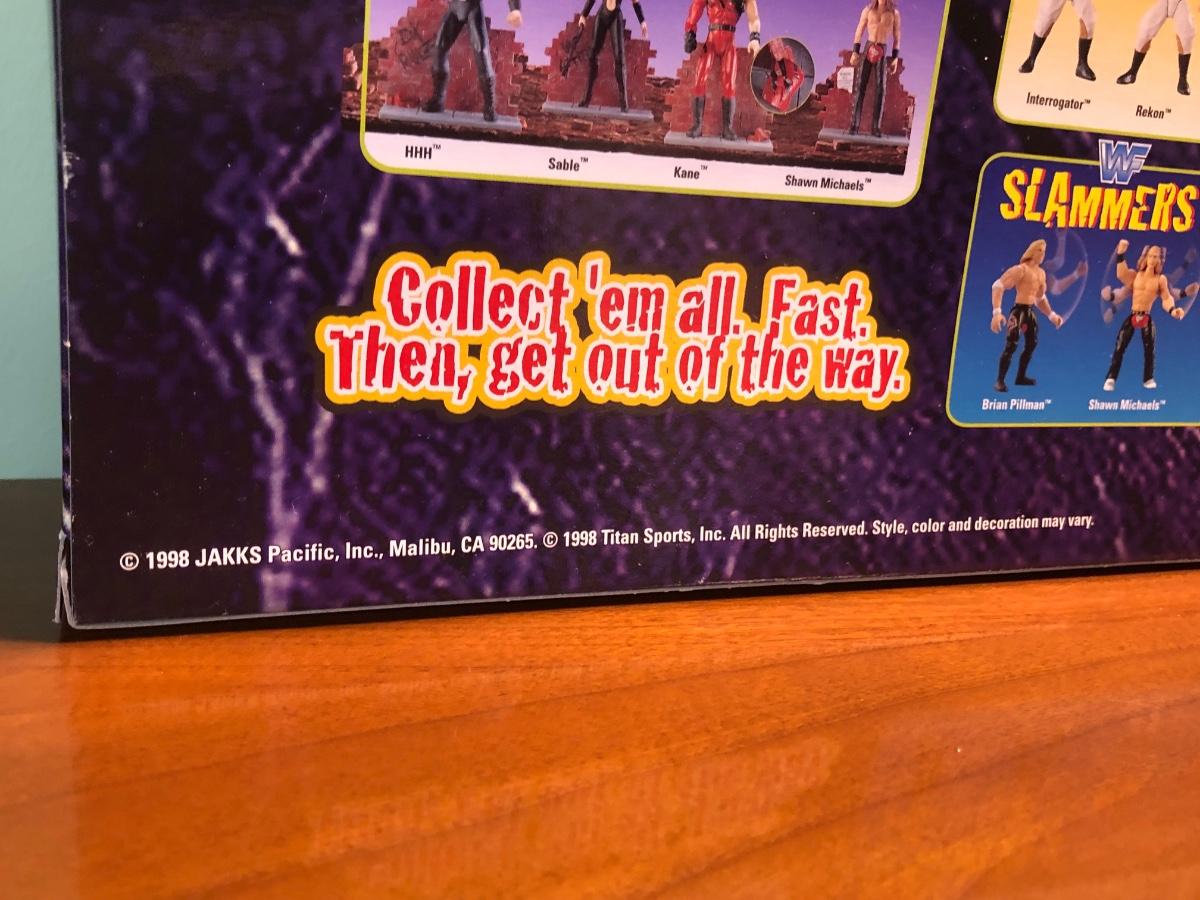 HHH™
Sable™
Kane™
Shawn Michaels™
Interrogator™
Rekon™
WF
SLAMMERS
Brian Pillman™
Shawn Michaels™
Collect 'em all. Fast.
Then, get out of the way.
© 1998 JAKKS Pacific, Inc., Malibu, CA 90265. © 1998 Titan Sports, Inc. All Rights Reserved. Style, color and decoration may vary.